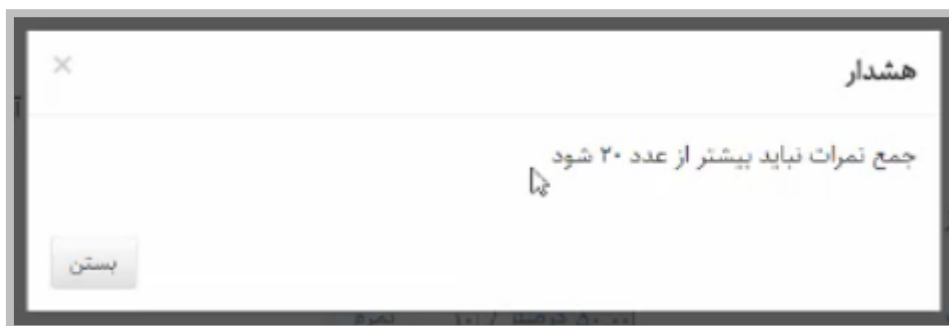 هشدار
×
جمع نمرات نباید بیشتر از عدد ۲۰ شود
بستن